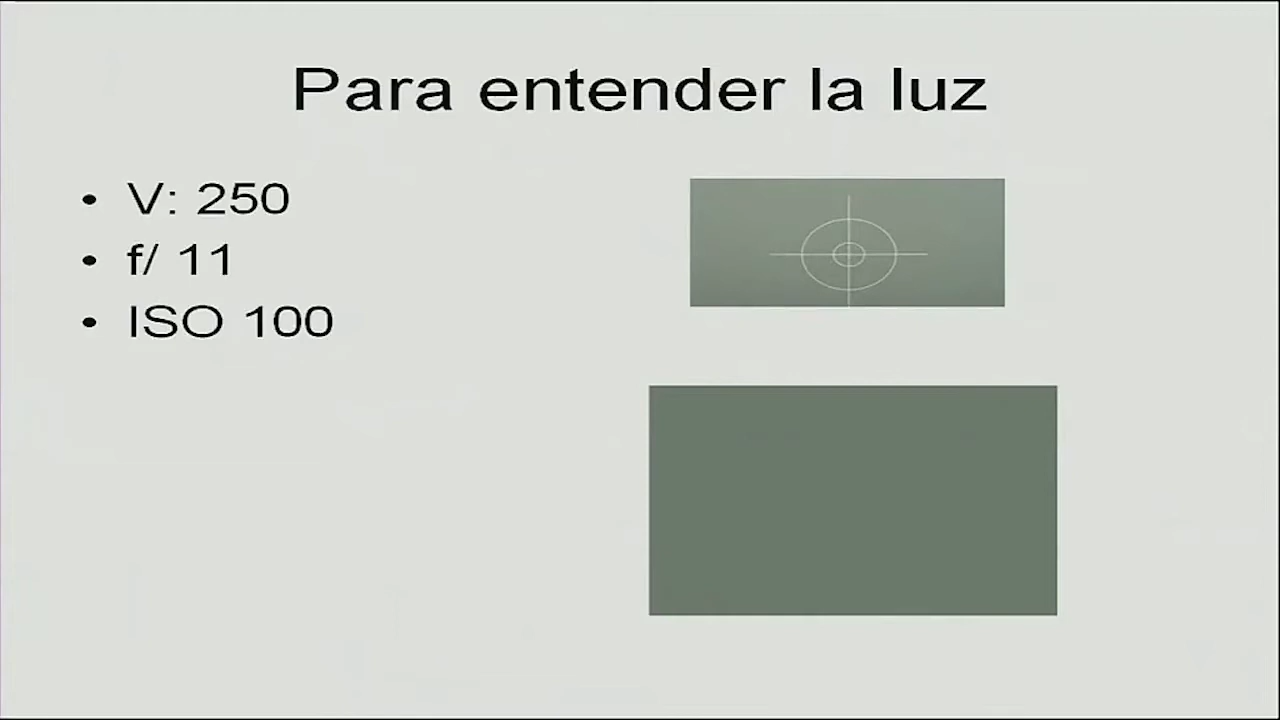 Para entender la luz
• V: 250
• f/ 11
• ISO 100